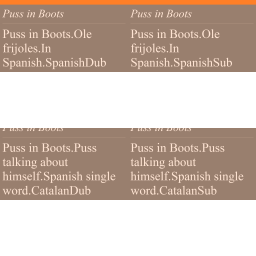 Puss in Boots
Puss in Boots
Puss in Boots.Ole
frijoles.In
Spanish.SpanishDub
Puss in Boots.Ole
frijoles.In
Spanish.SpanishSub
Puss in Boots
Puss in Boots
Puss in Boots.Puss
talking about
himself.Spanish single
word.CatalanDub
Puss in Boots.Puss
talking about
himself.Spanish single
word.CatalanSub